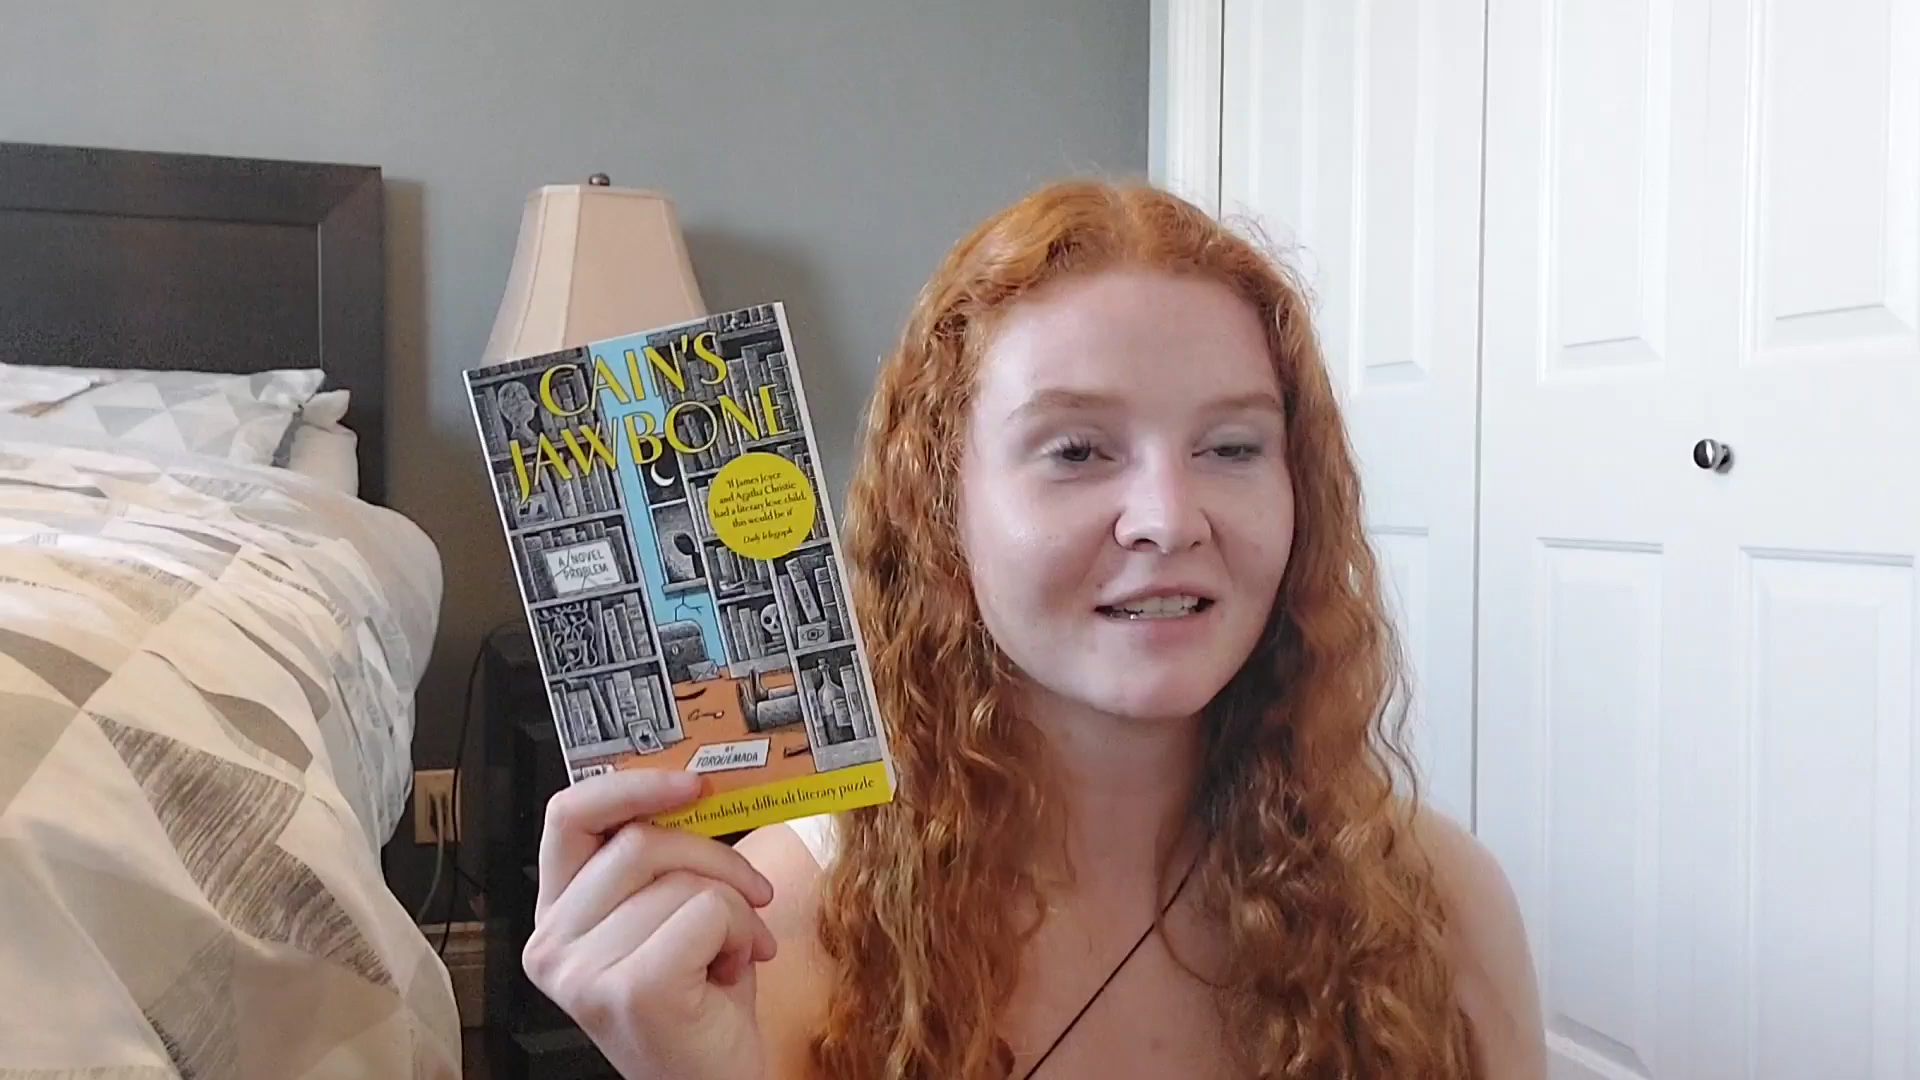 CAIN'S
JAWBONE
'If James Joyce
and Agatha Christie
had a literary love child,
this would be it'
Daily Telegraph
A NOVEL
PROBLEM
BY
TORQUEMADA
most fiendishly difficult literary puzzle